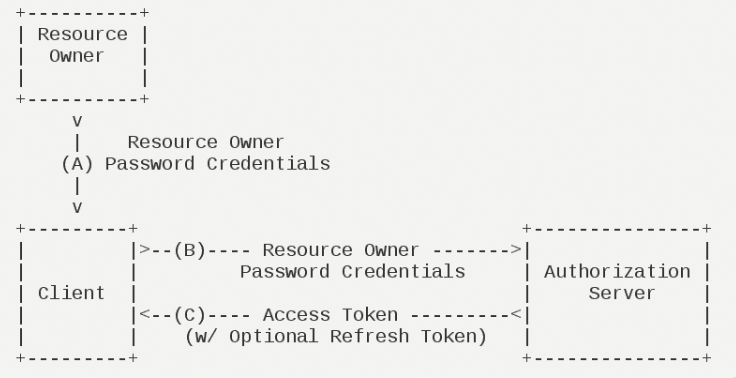 +-----------+
| Resource |
|  Owner   |
|          |
+-----------+
     v
     |    Resource Owner
    (A) Password Credentials
     |
     v
+----------+                                  +----------------+
|          |>--(B)---- Resource Owner ------->|                |
|          |         Password Credentials     | Authorization  |
|  Client  |                                  |     Server     |
|          |<--(C)---- Access Token ---------<|                |
|          |    (w/ Optional Refresh Token)   |                |
+----------+                                  +----------------+